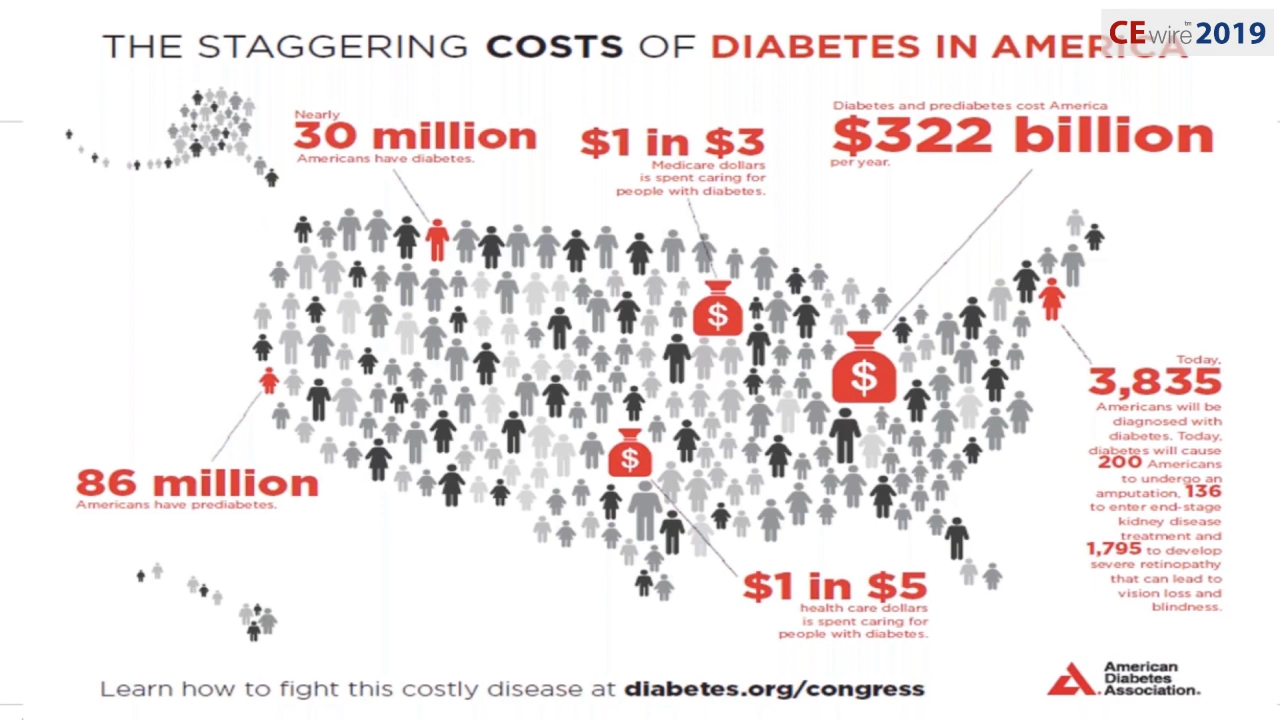 THE STAGGERING COSTS OF DIABETES IN AMERICA
CE wire™ 2019
Nearly
30 million
Americans have diabetes.
$1 in $3
Medicare dollars
is spent caring for
people with diabetes.
Diabetes and prediabetes cost America
$322 billion
per year.
$
$
$
86 million
Americans have prediabetes.
Today,
3,835
Americans will be
diagnosed with
diabetes. Today,
diabetes will cause
200 Americans
to undergo an
amputation, 136
to enter end-stage
kidney disease
treatment and
1,795 to develop
severe retinopathy
that can lead to
vision loss and
blindness.
$1 in $5
health care dollars
is spent caring for
people with diabetes.
Learn how to fight this costly disease at diabetes.org/congress
American
Diabetes
Association.